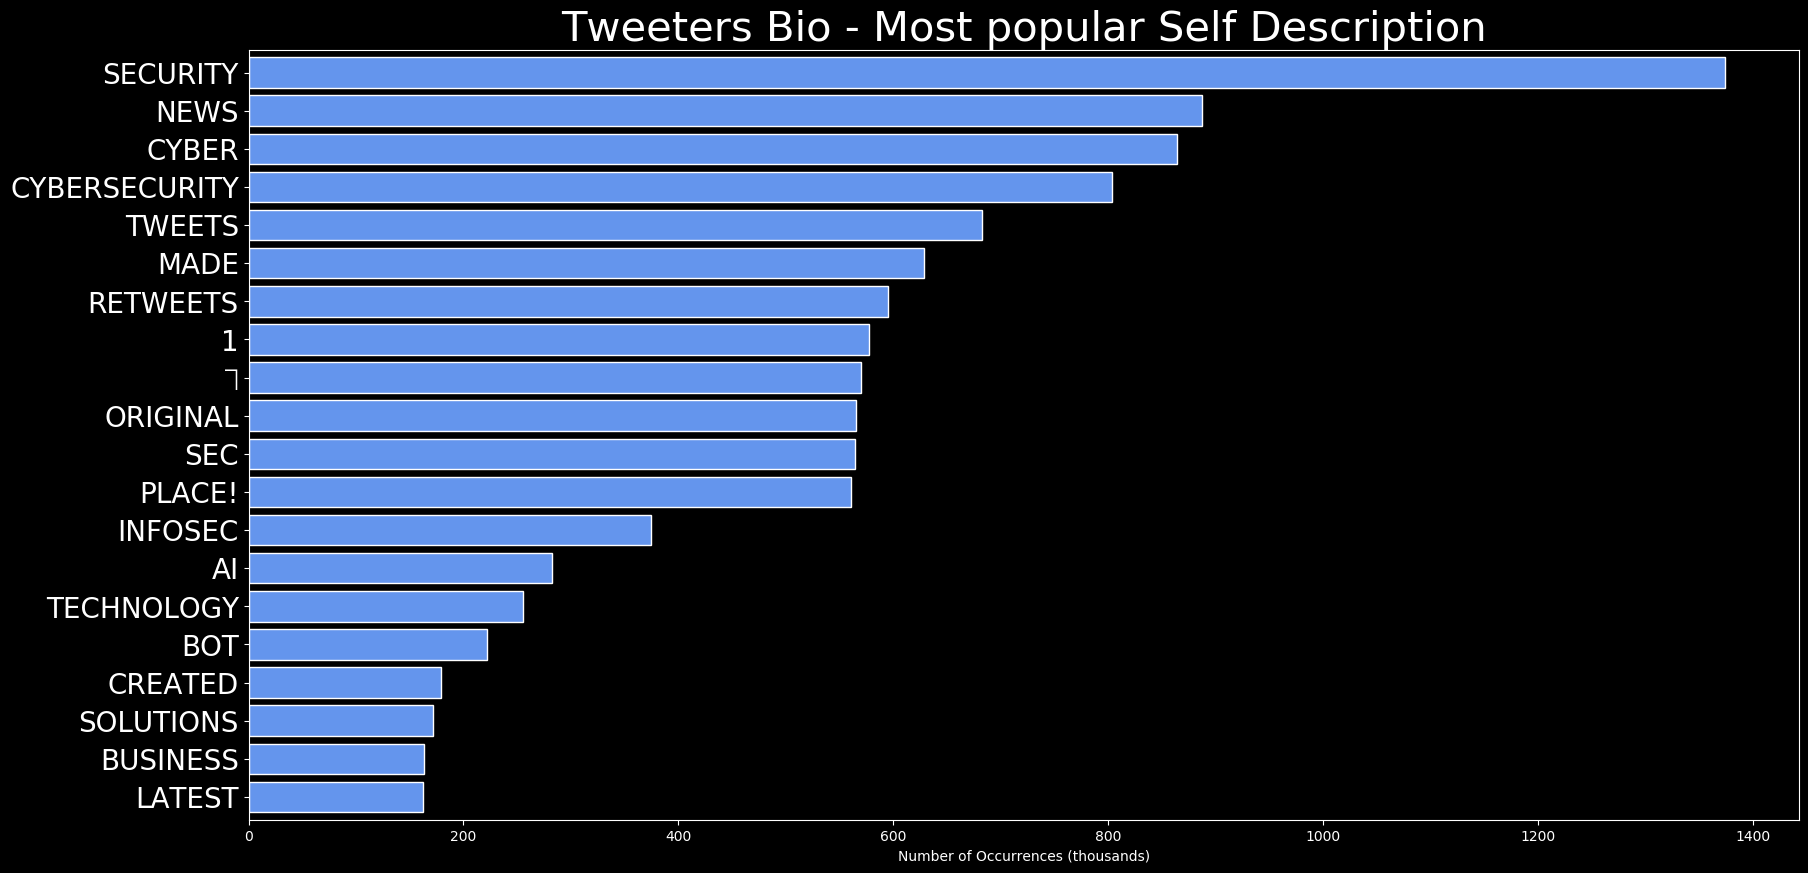 Tweeters Bio - Most popular Self Description
SECURITY
NEWS
CYBER
CYBERSECURITY
TWEETS
MADE
RETWEETS
1
ORIGINAL
SEC
PLACE!
INFOSEC
AI
TECHNOLOGY
BOT
CREATED
SOLUTIONS
BUSINESS
LATEST
0 200 400 600 800 1000 1200 1400
Number of Occurrences (thousands)